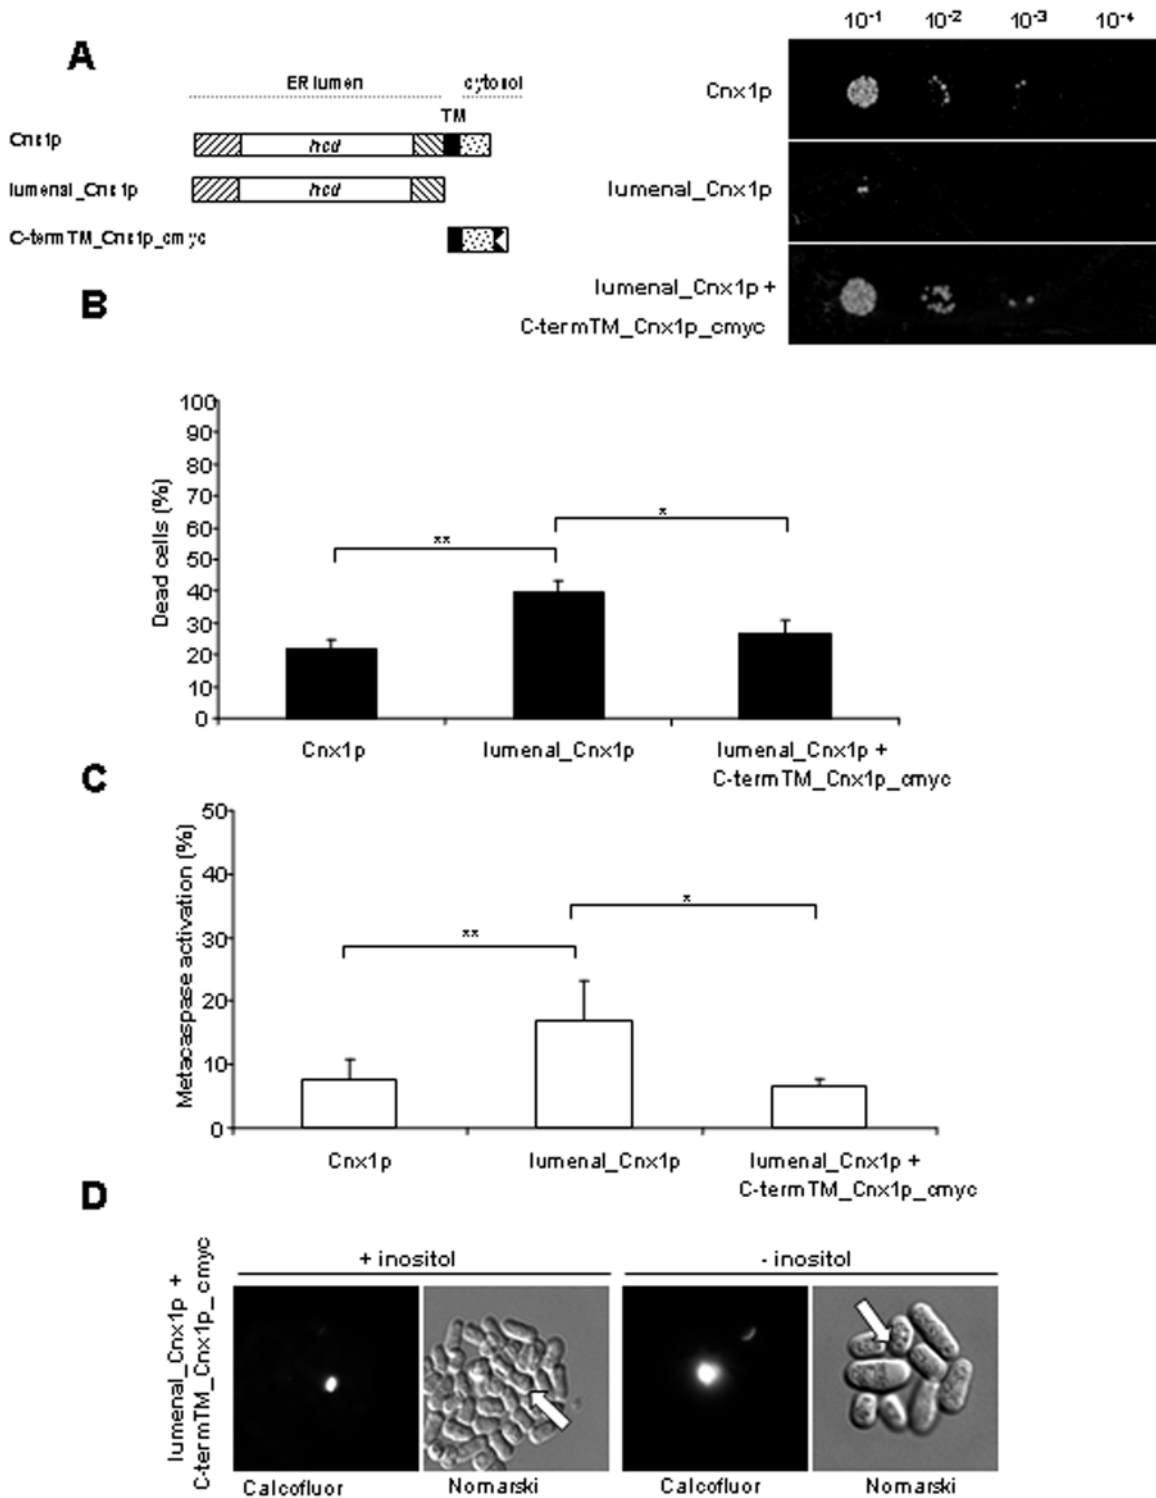 A
ER lumen
cytosol
TM
Cnx1p
hcd
lumenal_Cnx1p
hcd
C-termTM_Cnx1p_cmyc
10⁻¹ 10⁻² 10⁻³ 10⁻⁴
Cnx1p
lumenal_Cnx1p
lumenal_Cnx1p +
C-termTM_Cnx1p_cmyc
B
Dead cells (%)
100
90
80
70
60
50
40
30
20
10
0
**
*
Cnx1p
lumenal_Cnx1p
lumenal_Cnx1p +
C-termTM_Cnx1p_cmyc
C
Metacaspase activation (%)
50
40
30
20
10
0
**
*
Cnx1p
lumenal_Cnx1p
lumenal_Cnx1p +
C-termTM_Cnx1p_cmyc
D
lumenal_Cnx1p +
C-termTM_Cnx1p_cmyc
+ inositol
- inositol
Calcofluor
Nomarski
Calcofluor
Nomarski